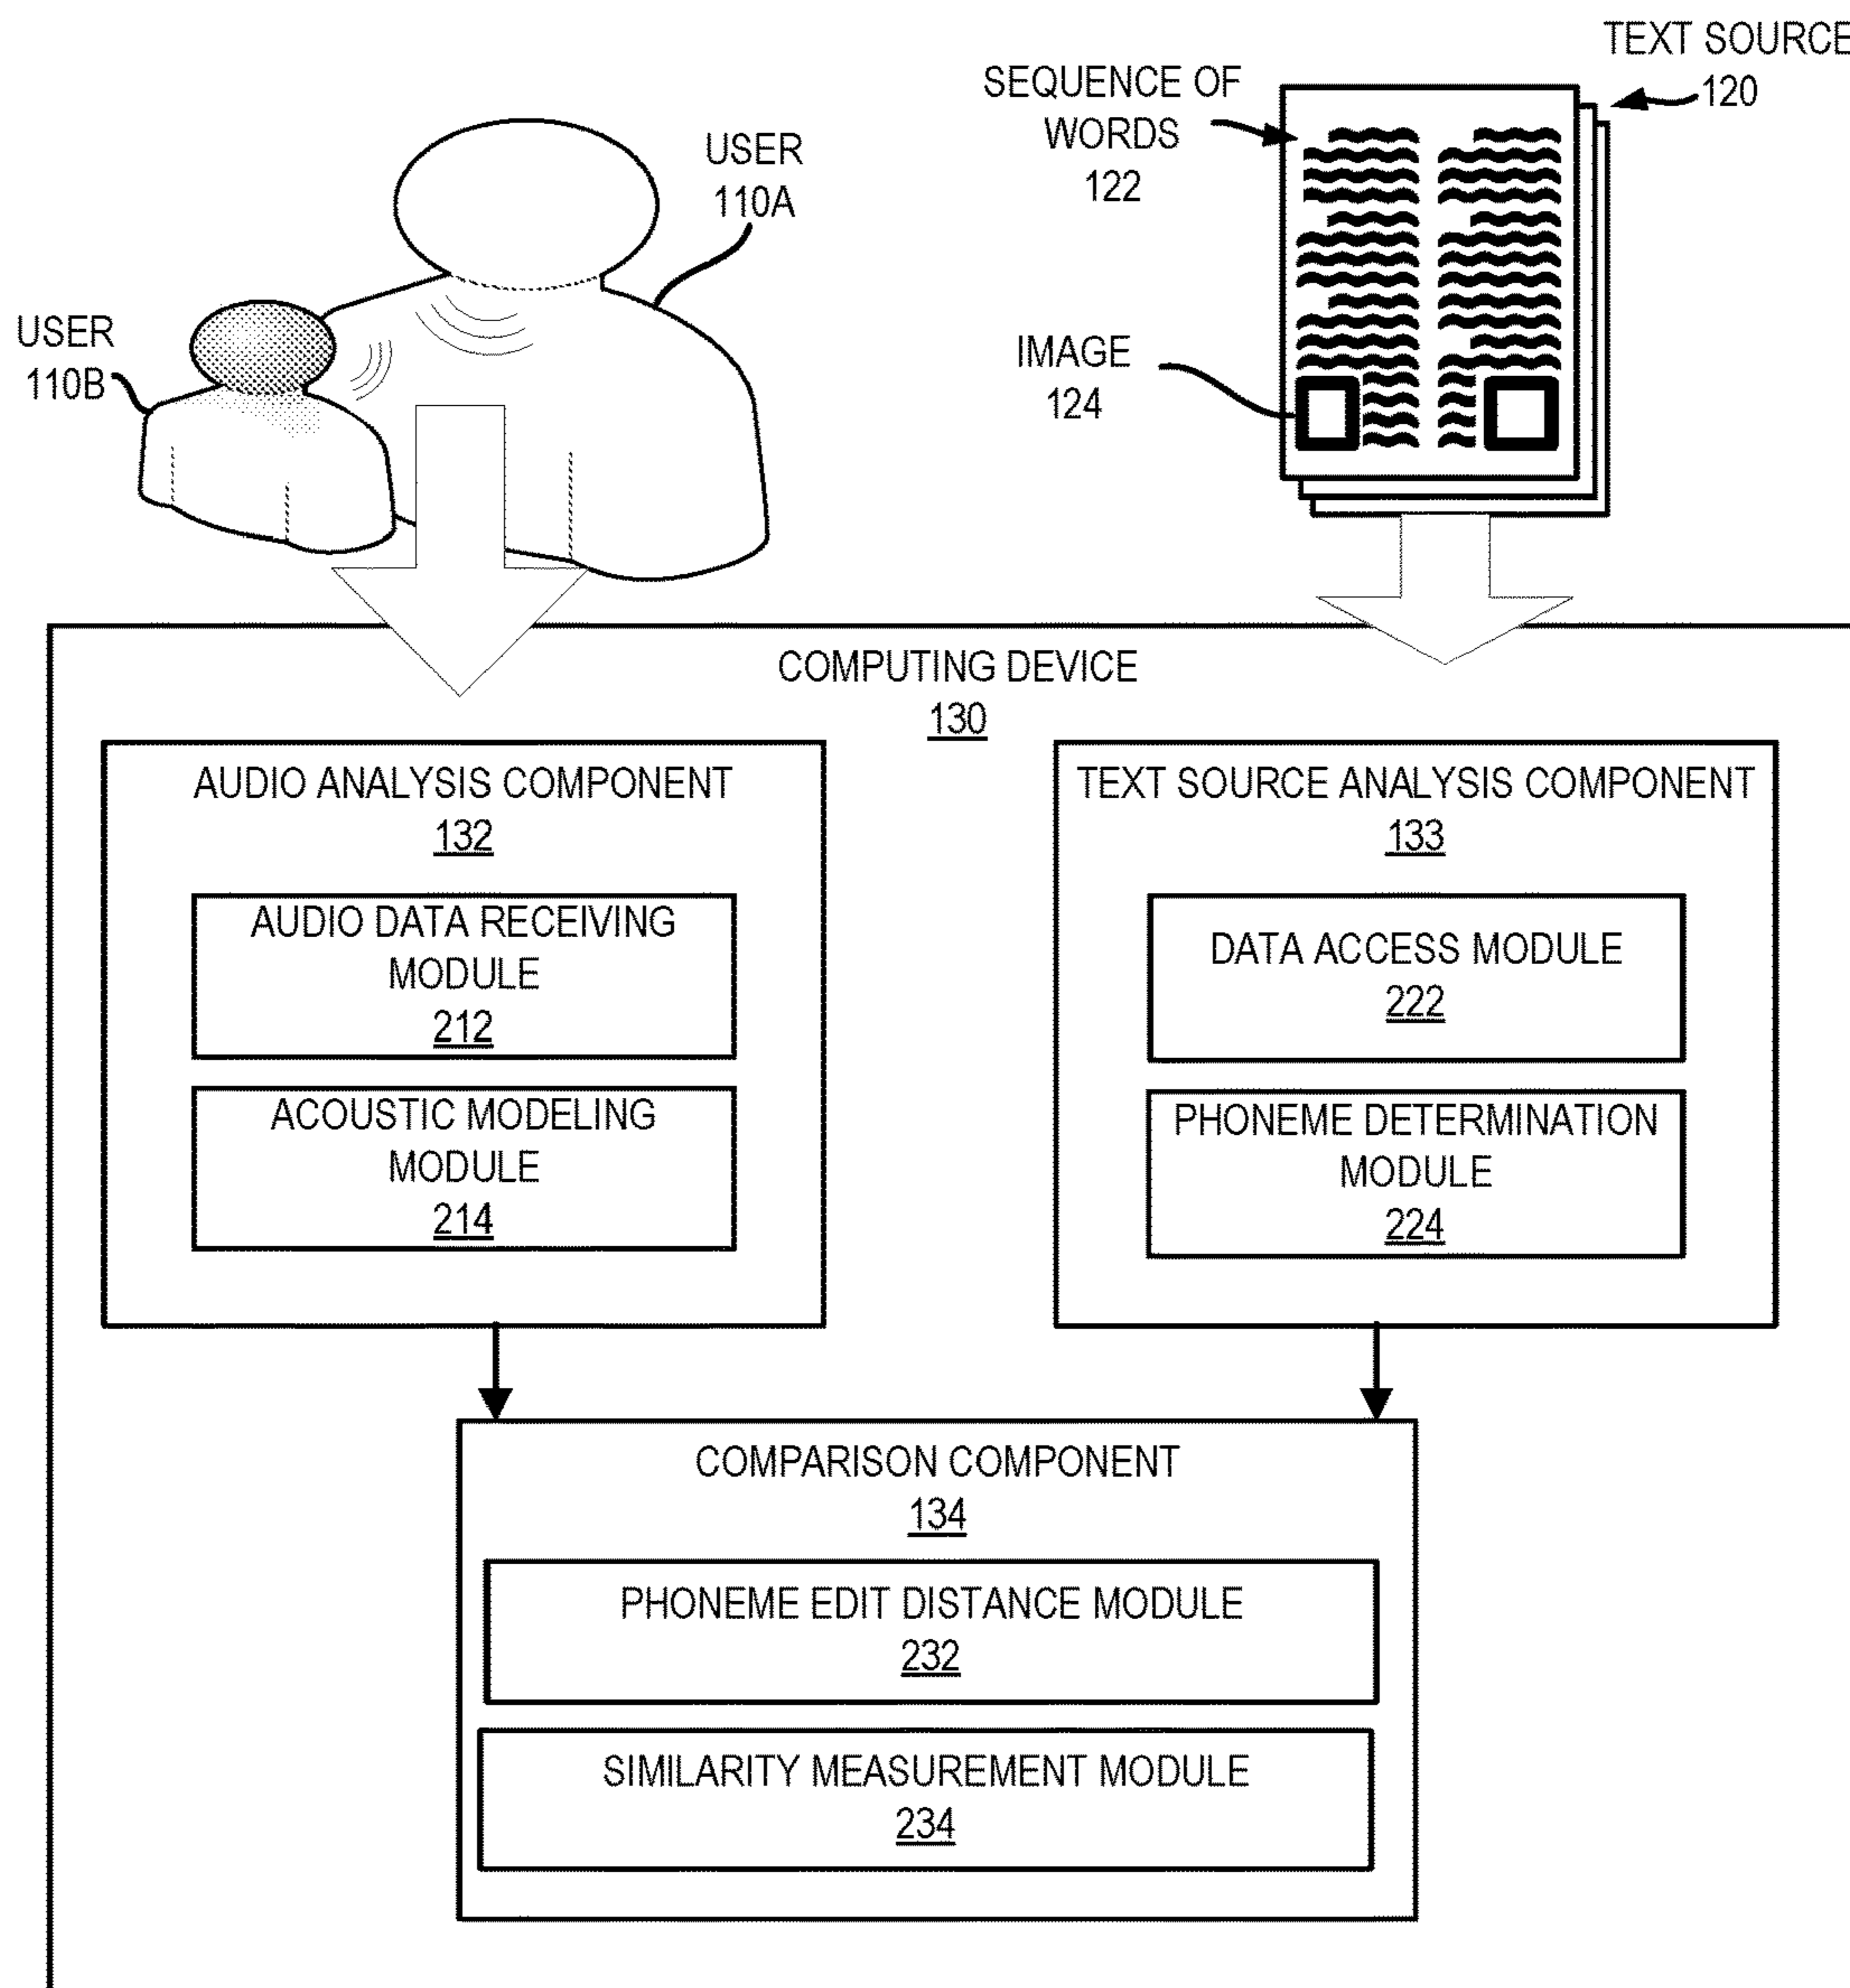 TEXT SOURCE
120
SEQUENCE OF
WORDS
122
USER
110A
USER
110B
IMAGE
124
COMPUTING DEVICE
130
AUDIO ANALYSIS COMPONENT
132
AUDIO DATA RECEIVING
MODULE
212
ACOUSTIC MODELING
MODULE
214
TEXT SOURCE ANALYSIS COMPONENT
133
DATA ACCESS MODULE
222
PHONEME DETERMINATION
MODULE
224
COMPARISON COMPONENT
134
PHONEME EDIT DISTANCE MODULE
232
SIMILARITY MEASUREMENT MODULE
234